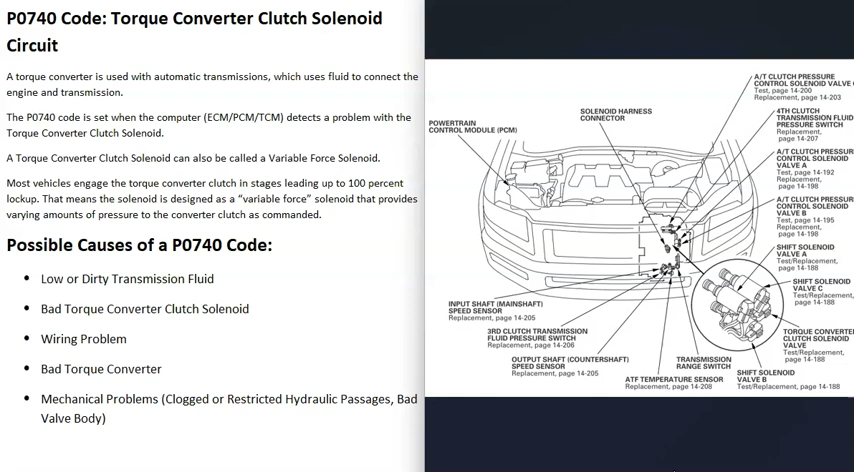 P0740 Code: Torque Converter Clutch Solenoid
Circuit
A torque converter is used with automatic transmissions, which uses fluid to connect the
engine and transmission.
The P0740 code is set when the computer (ECM/PCM/TCM) detects a problem with the
Torque Converter Clutch Solenoid.
A Torque Converter Clutch Solenoid can also be called a Variable Force Solenoid.
Most vehicles engage the torque converter clutch in stages leading up to 100 percent
lockup. That means the solenoid is designed as a “variable force” solenoid that provides
varying amounts of pressure to the converter clutch as commanded.
Possible Causes of a P0740 Code:
• Low or Dirty Transmission Fluid
• Bad Torque Converter Clutch Solenoid
• Wiring Problem
• Bad Torque Converter
• Mechanical Problems (Clogged or Restricted Hydraulic Passages, Bad
Valve Body)
POWERTRAIN
CONTROL MODULE (PCM)
SOLENOID HARNESS
CONNECTOR
A/T CLUTCH PRESSURE
CONTROL SOLENOID VALVE C
Test, page 14-200
Replacement, page 14-203
4TH CLUTCH
TRANSMISSION FLUID
PRESSURE SWITCH
Replacement,
page 14-207
A/T CLUTCH PRESSUR
CONTROL SOLENOID
VALVE A
Test, page 14-192
Replacement,
page 14-198
A/T CLUTCH PRESSUR
CONTROL SOLENOID
VALVE B
Test, page 14-195
Replacement,
page 14-198
SHIFT SOLENOID
VALVE A
Test/Replacement,
page 14-188
SHIFT SOLENOID
VALVE C
Test/Replacement,
page 14-188
TORQUE CONVERTE
CLUTCH SOLENOID
VALVE
Test/Replacement,
page 14-188
SHIFT SOLENOID
VALVE B
Test/Replacement, page 14-188
TRANSMISSION
RANGE SWITCH
ATF TEMPERATURE SENSOR
Replacement, page 14-208
OUTPUT SHAFT (COUNTERSHAFT)
SPEED SENSOR
Replacement, page 14-205
3RD CLUTCH TRANSMISSION
FLUID PRESSURE SWITCH
Replacement, page 14-206
INPUT SHAFT (MAINSHAFT)
SPEED SENSOR
Replacement, page 14-205